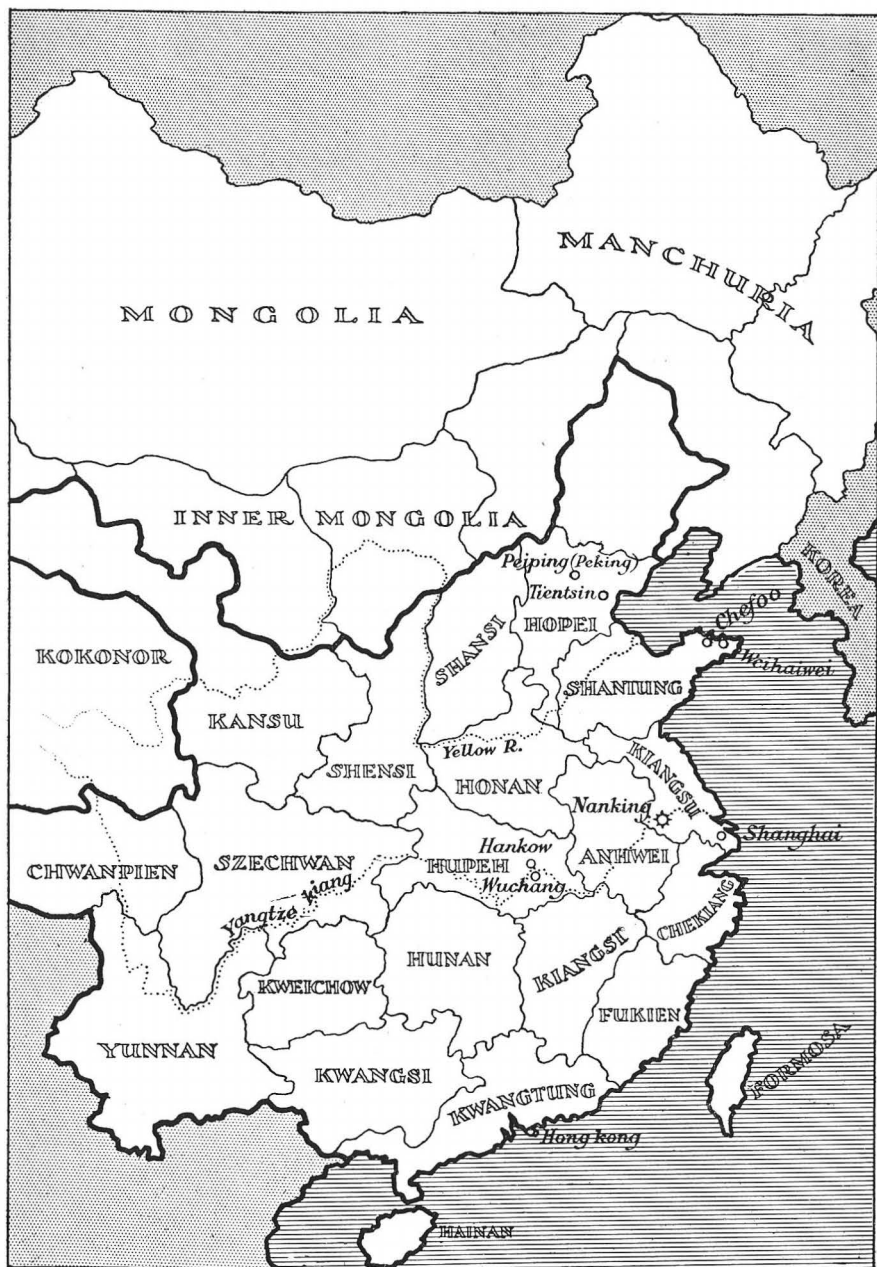 MANCHURIA
MONGOLIA
INNER MONGOLIA
Peiping (Peking)
Tientsin
HOPEI
KOREA
Chefoo
Weihaiwei
SHANSI
KOKONOR
SHANTUNG
KANSU
Yellow R.
SHENSI
HONAN
KIANGSU
Nanking
Shanghai
Hankow
ANHWEI
CHWANPIEN
SZECHWAN
HUPEH
Wuchang
Yangtze Kiang
CHEKIANG
HUNAN
KIANGSI
KWEICHOW
FUKIEN
YUNNAN
KWANGSI
FORMOSA
KWANGTUNG
Hong kong
HAINAN